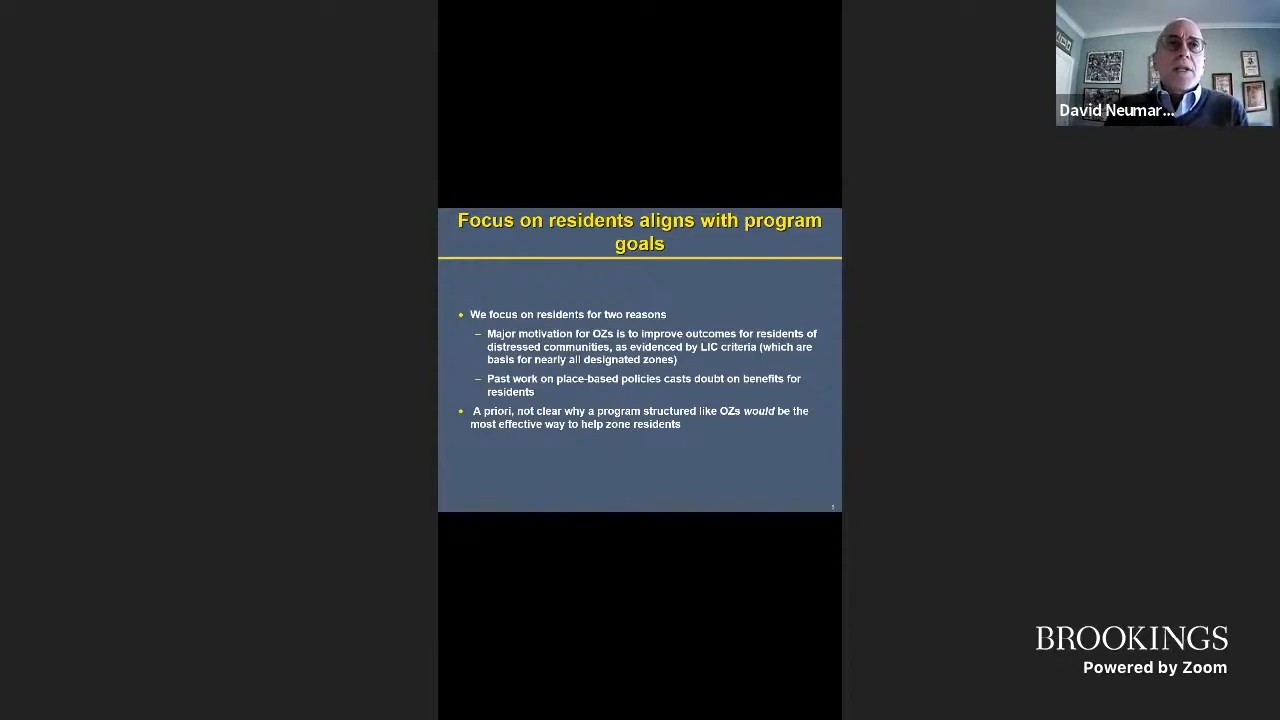 David Neumar...
Focus on residents aligns with program
goals
• We focus on residents for two reasons
– Major motivation for OZs is to improve outcomes for residents of
distressed communities, as evidenced by LIC criteria (which are
basis for nearly all designated zones)
– Past work on place-based policies casts doubt on benefits for
residents
• A priori, not clear why a program structured like OZs would be the
most effective way to help zone residents
BROOKINGS
Powered by Zoom